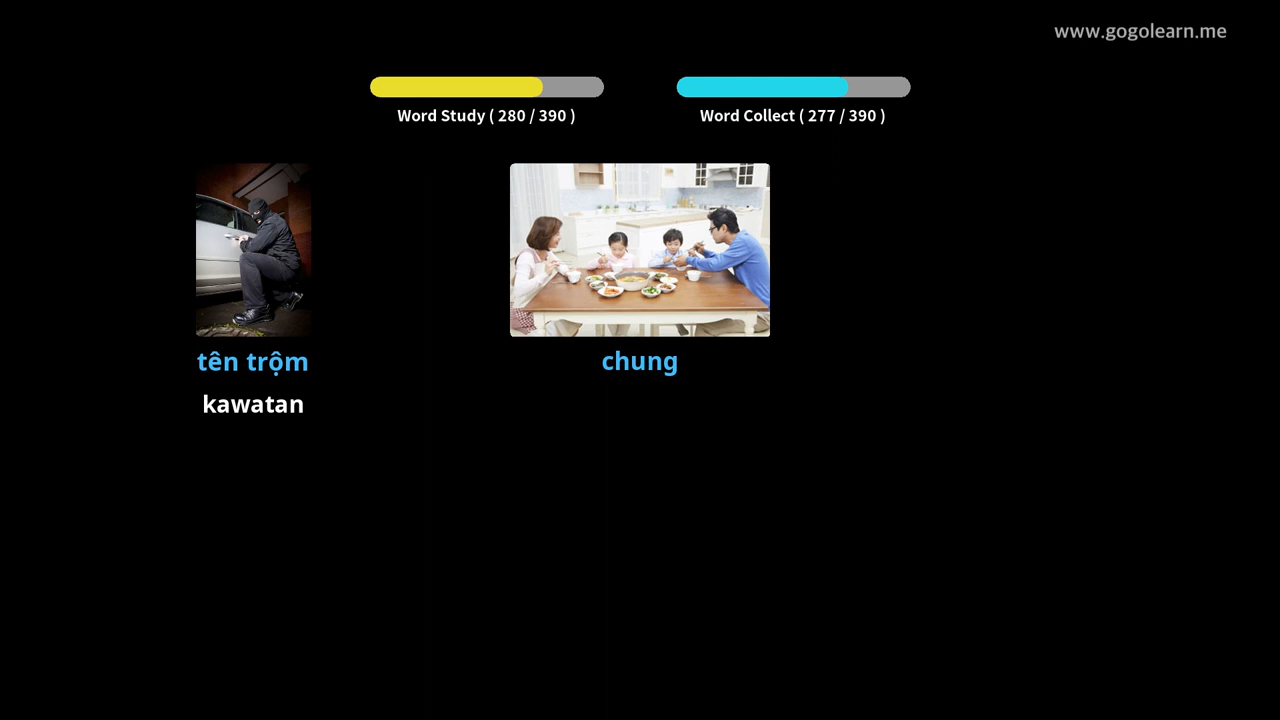 www.gogolearn.me
Word Study ( 280 / 390 )
Word Collect ( 277 / 390 )
tên trộm
chung
kawatan